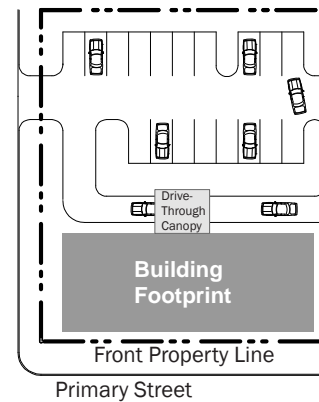 Drive-
Through
Canopy
Building
Footprint
Front Property Line
Primary Street